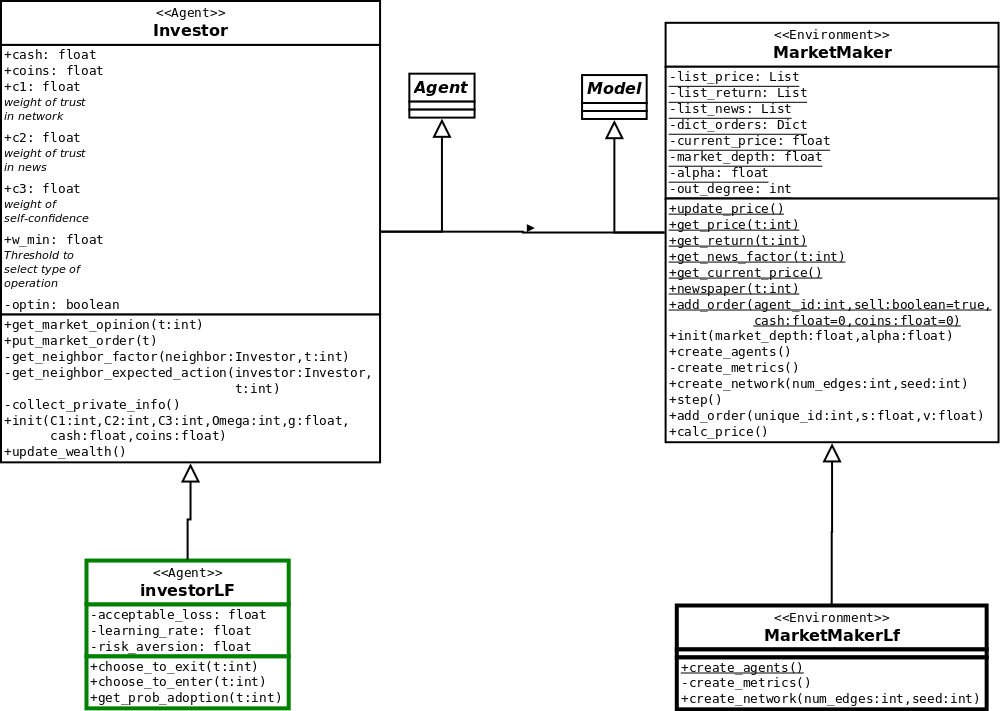 <<Agent>>
Investor
+cash: float
+coins: float
+c1: float
weight of trust
in network
+c2: float
weight of trust
in news
+c3: float
weight of
self-confidence
+w_min: float
Threshold to
select type of
operation
-optin: boolean
+get_market_opinion(t:int)
+put_market_order(t)
-get_neighbor_factor(neighbor:Investor,t:int)
-get_neighbor_expected_action(investor:Investor,
t:int)
-collect_private_info()
+init(C1:int,C2:int,C3:int,Omega:int,g:float,
cash:float,coins:float)
+update_wealth()
Agent
Model
<<Environment>>
MarketMaker
-list_price: List
-list_return: List
-list_news: List
-dict_orders: Dict
-current_price: float
-market_depth: float
-alpha: float
-out_degree: int
+update_price()
+get_price(t:int)
+get_return(t:int)
+get_news_factor(t:int)
+get_current_price()
+newspaper(t:int)
+add_order(agent_id:int,sell:boolean=true,
cash:float=0,coins:float=0)
+init(market_depth:float,alpha:float)
+create_agents()
-create_metrics()
+create_network(num_edges:int,seed:int)
+step()
+add_order(unique_id:int,s:float,v:float)
+calc_price()
<<Agent>>
investorLF
-acceptable_loss: float
-learning_rate: float
-risk_aversion: float
+choose_to_exit(t:int)
+choose_to_enter(t:int)
+get_prob_adoption(t:int)
<<Environment>>
MarketMakerLf
+create_agents()
-create_metrics()
+create_network(num_edges:int,seed:int)